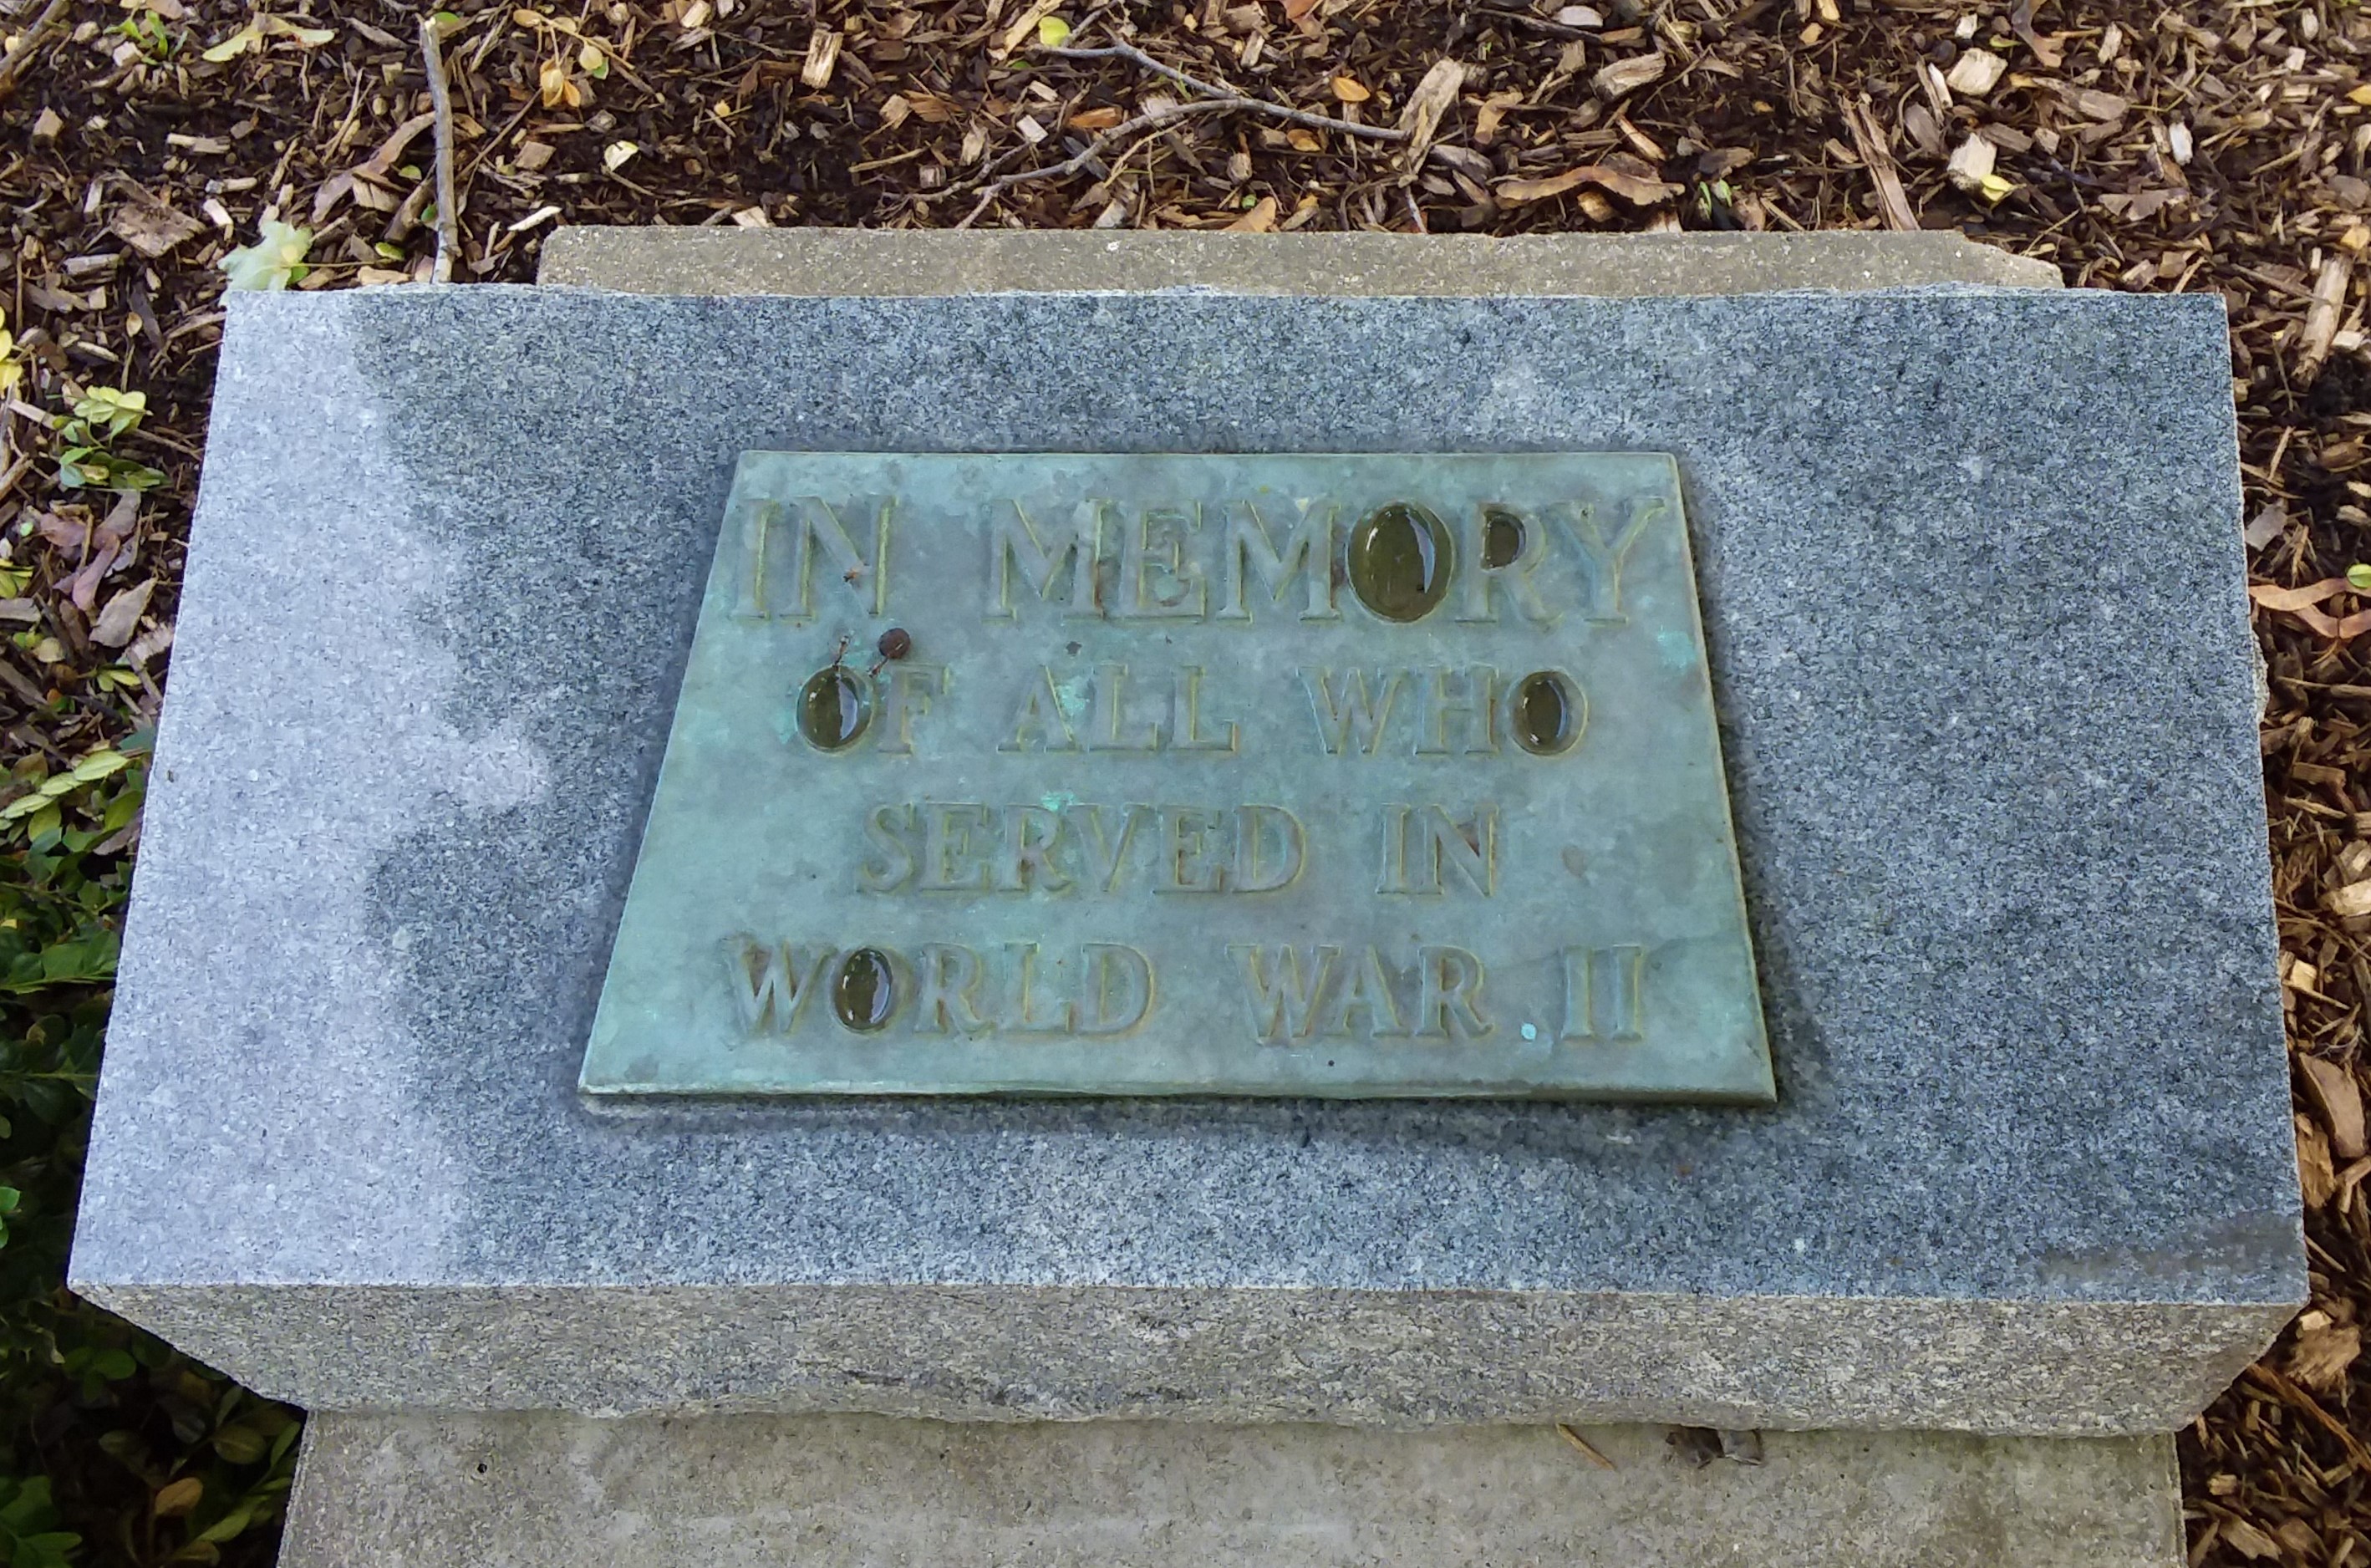 IN MEMORY
OF ALL WHO
SERVED IN
WORLD WAR II